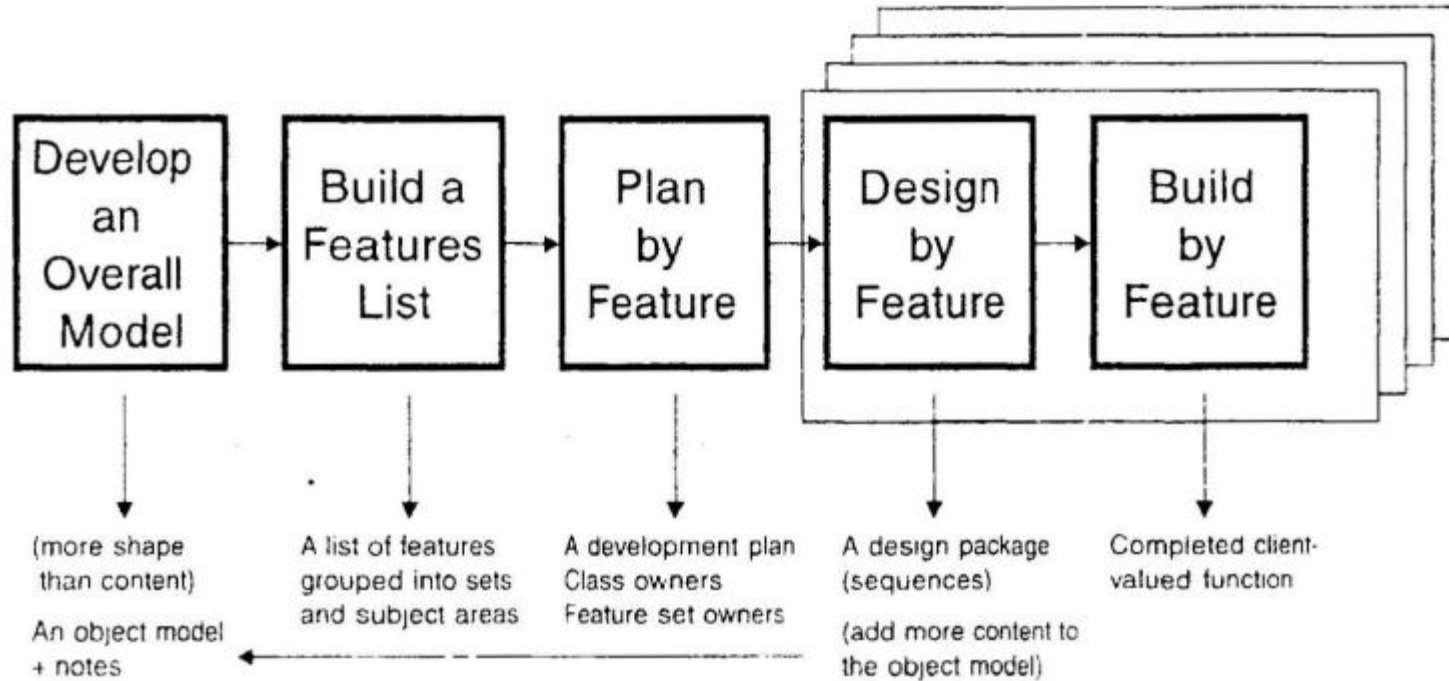 Develop
an
Overall
Model
Build a
Features
List
Plan
by
Feature
Design
by
Feature
Build
by
Feature
(more shape
than content)
An object model
+ notes
A list of features
grouped into sets
and subject areas
A development plan
Class owners
Feature set owners
A design package
(sequences)
(add more content to
the object model)
Completed client-
valued function